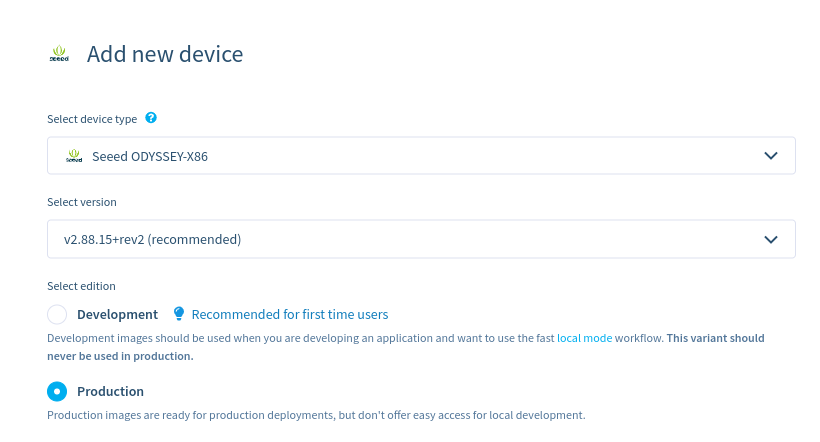 seeed Add new device
Select device type ?
seeed Seeed ODYSSEY-X86
Select version
v2.88.15+rev2 (recommended)
Select edition
Development Recommended for first time users
Development images should be used when you are developing an application and want to use the fast local mode workflow. This variant should
never be used in production.
Production
Production images are ready for production deployments, but don't offer easy access for local development.